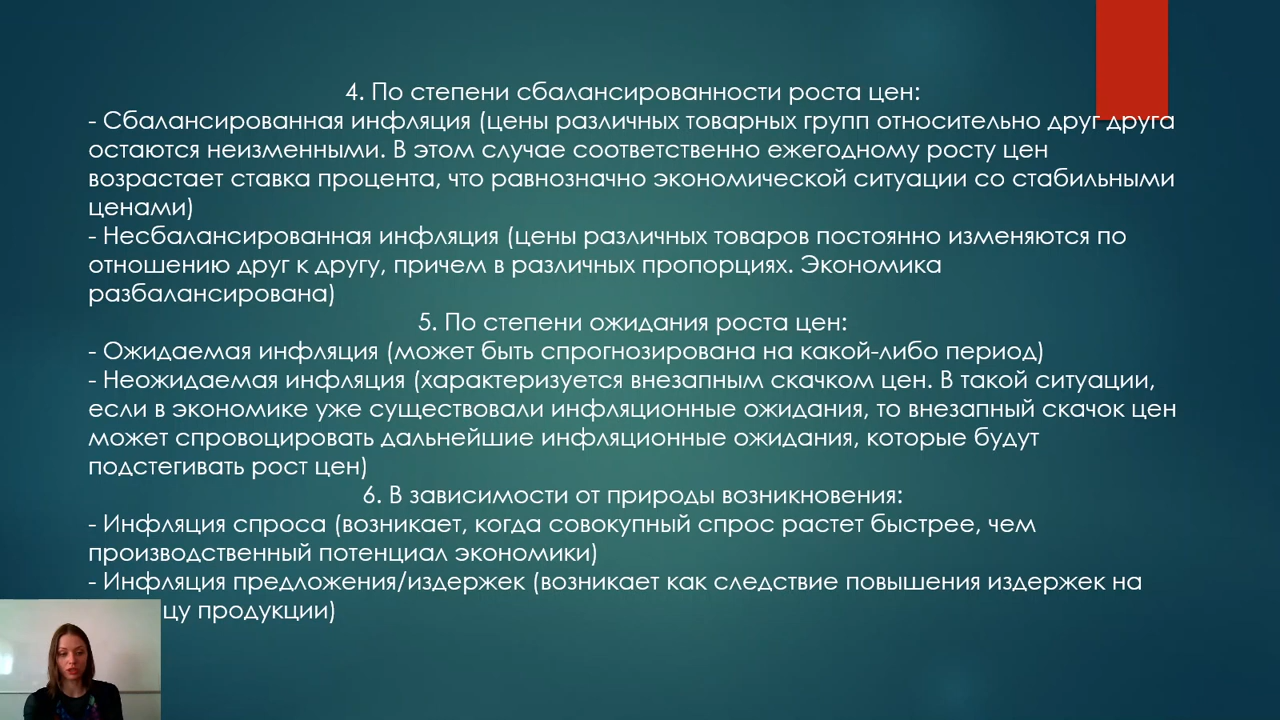 4. По степени сбалансированности роста цен:
- Сбалансированная инфляция (цены различных товарных групп относительно друг друга
остаются неизменными. В этом случае соответственно ежегодному росту цен
возрастает ставка процента, что равнозначно экономической ситуации со стабильными
ценами)
- Несбалансированная инфляция (цены различных товаров постоянно изменяются по
отношению друг к другу, причем в различных пропорциях. Экономика
разбалансирована)
5. По степени ожидания роста цен:
- Ожидаемая инфляция (может быть спрогнозирована на какой-либо период)
- Неожидаемая инфляция (характеризуется внезапным скачком цен. В такой ситуации,
если в экономике уже существовали инфляционные ожидания, то внезапный скачок цен
может спровоцировать дальнейшие инфляционные ожидания, которые будут
подстегивать рост цен)
6. В зависимости от природы возникновения:
- Инфляция спроса (возникает, когда совокупный спрос растет быстрее, чем
производственный потенциал экономики)
- Инфляция предложения/издержек (возникает как следствие повышения издержек на
цу продукции)